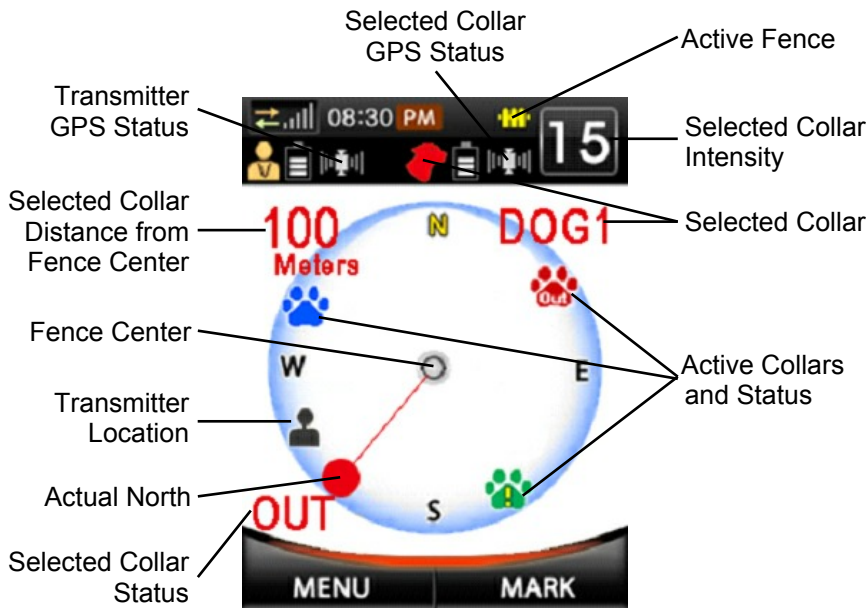 Selected Collar
GPS Status
Active Fence
Transmitter
GPS Status
08:30 PM
15
Selected Collar
Intensity
Selected Collar
Distance from
Fence Center
100
Meters
N
DOG1
Selected Collar
Out
Fence Center
W
E
Active Collars
and Status
Transmitter
Location
Actual North
!
OUT
S
Selected Collar
Status
MENU
MARK